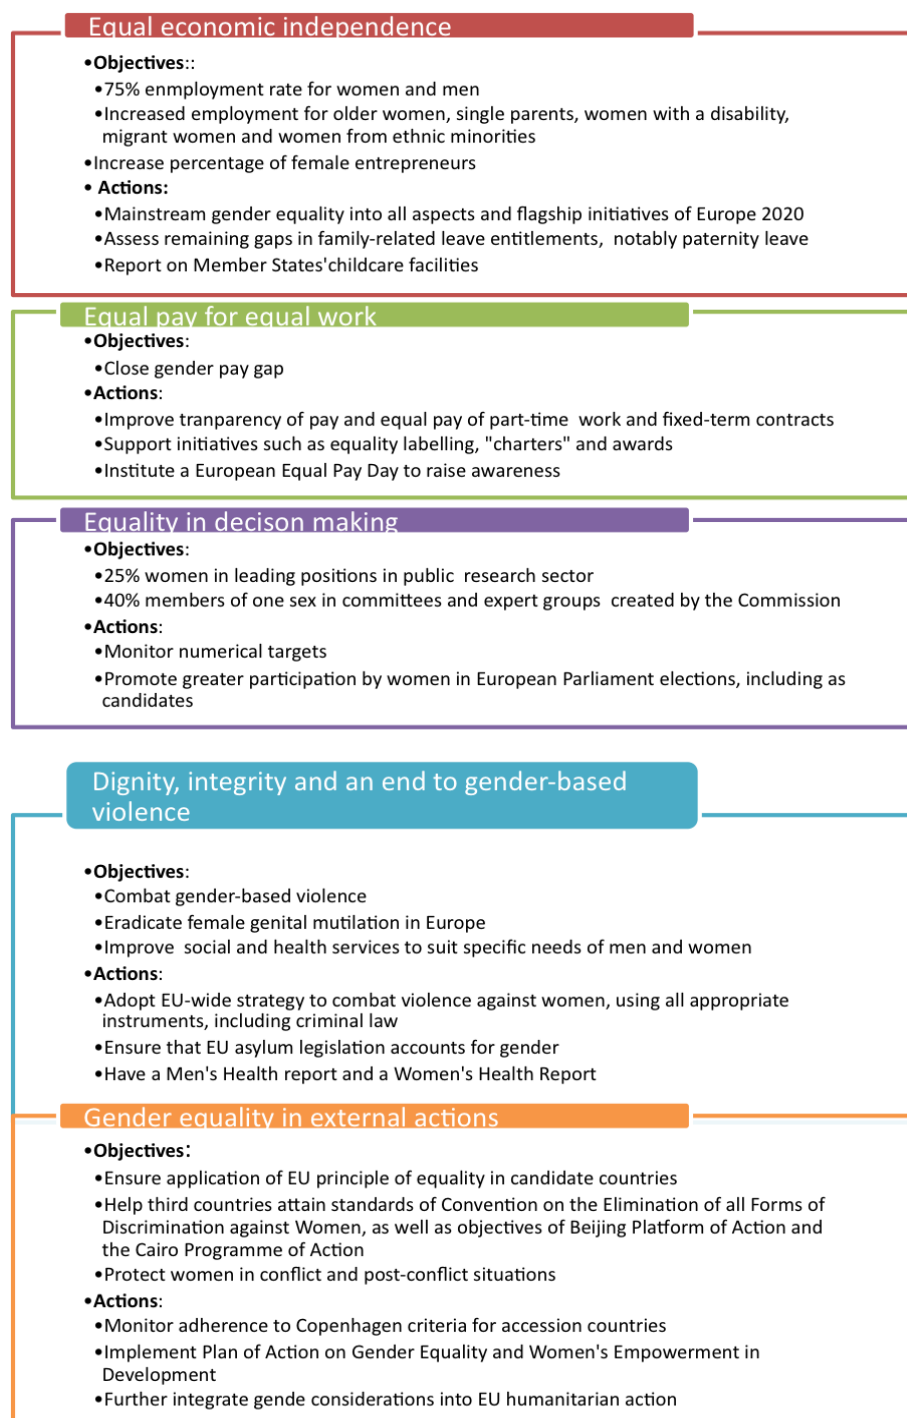 Equal economic independence
•Objectives::
•75% enmployment rate for women and men
•Increased employment for older women, single parents, women with a disability,
migrant women and women from ethnic minorities
•Increase percentage of female entrepreneurs
• Actions:
•Mainstream gender equality into all aspects and flagship initiatives of Europe 2020
•Assess remaining gaps in family-related leave entitlements,  notably paternity leave
•Report on Member States'childcare facilities
Equal pay for equal work
•Objectives:
•Close gender pay gap
•Actions:
•Improve tranparency of pay and equal pay of part-time  work and fixed-term contracts
•Support initiatives such as equality labelling, "charters" and awards
•Institute a European Equal Pay Day to raise awareness
Equality in decison making
•Objectives:
•25% women in leading positions in public  research sector
•40% members of one sex in committees and expert groups  created by the Commission
•Actions:
•Monitor numerical targets
•Promote greater participation by women in European Parliament elections, including as
candidates
Dignity, integrity and an end to gender-based
violence
•Objectives:
•Combat gender-based violence
•Eradicate female genital mutilation in Europe
•Improve  social and health services to suit specific needs of men and women
•Actions:
•Adopt EU-wide strategy to combat violence against women, using all appropriate
instruments, including criminal law
•Ensure that EU asylum legislation accounts for gender
•Have a Men's Health report and a Women's Health Report
Gender equality in external actions
•Objectives:
•Ensure application of EU principle of equality in candidate countries
•Help third countries attain standards of Convention on the Elimination of all Forms of
Discrimination against Women, as well as objectives of Beijing Platform of Action and
the Cairo Programme of Action
•Protect women in conflict and post-conflict situations
•Actions:
•Monitor adherence to Copenhagen criteria for accession countries
•Implement Plan of Action on Gender Equality and Women's Empowerment in
Development
•Further integrate gende considerations into EU humanitarian action